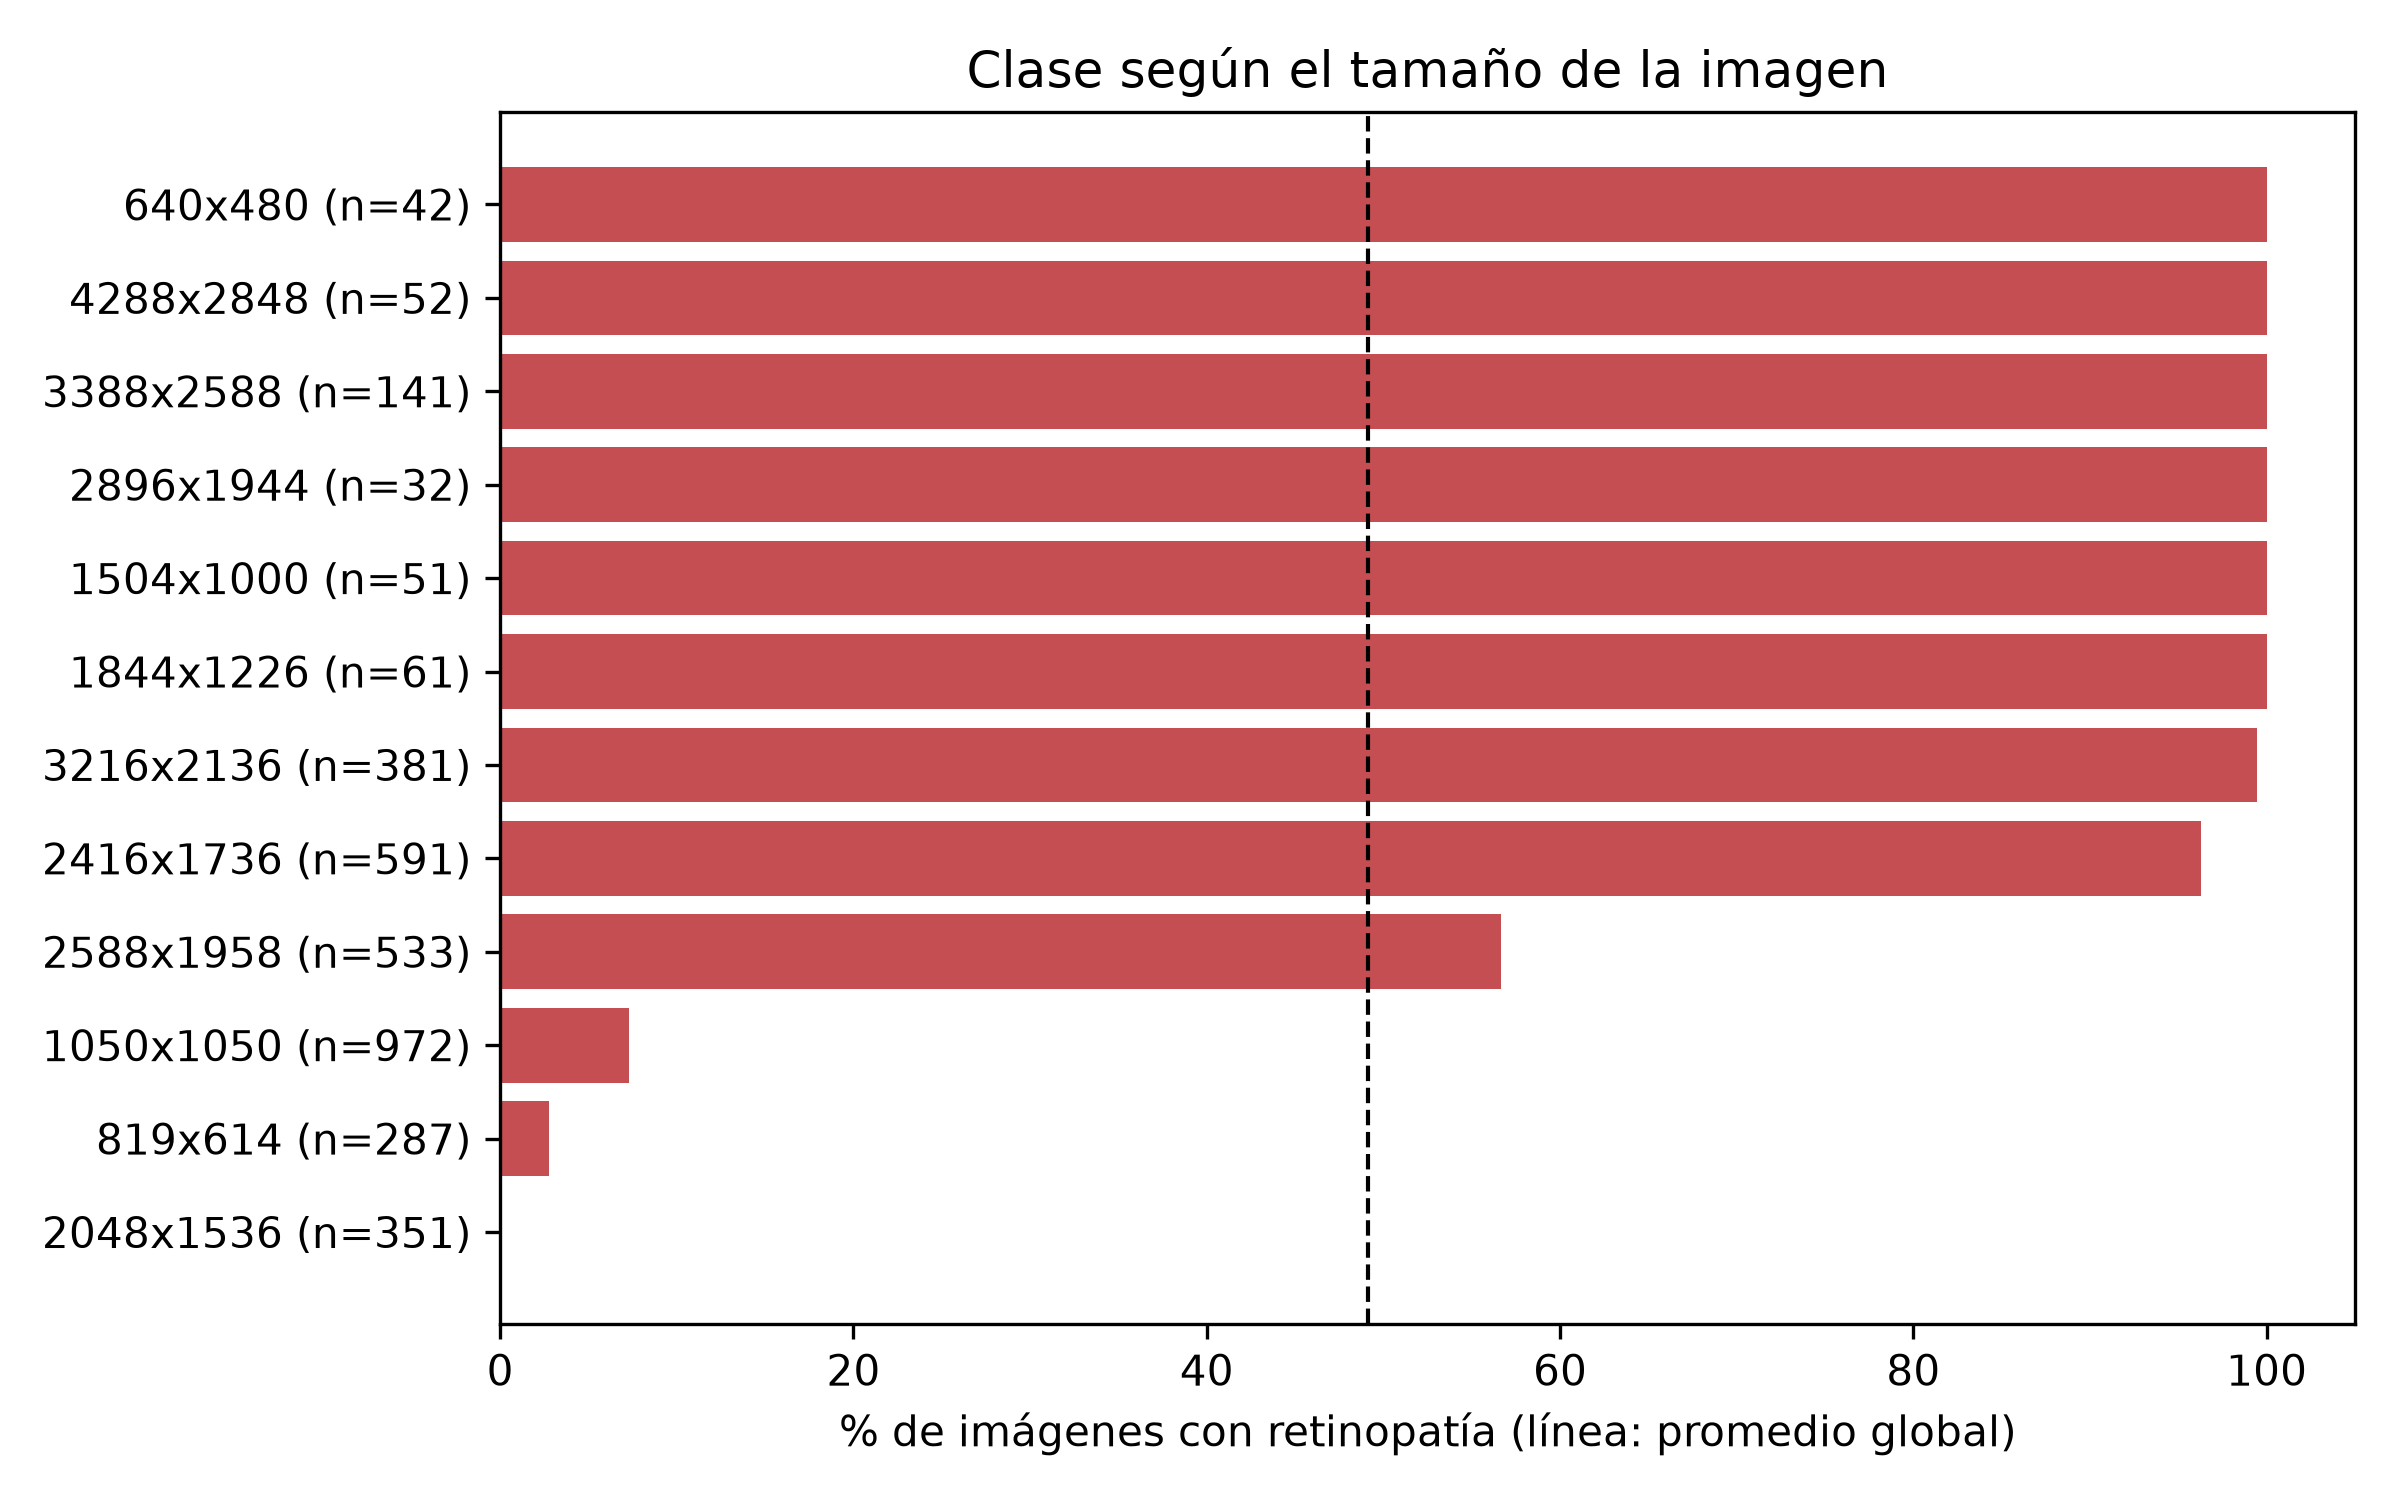 Clase según el tamaño de la imagen
640x480 (n=42)
4288x2848 (n=52)
3388x2588 (n=141)
2896x1944 (n=32)
1504x1000 (n=51)
1844x1226 (n=61)
3216x2136 (n=381)
2416x1736 (n=591)
2588x1958 (n=533)
1050x1050 (n=972)
819x614 (n=287)
2048x1536 (n=351)
0 20 40 60 80 100
% de imágenes con retinopatía (línea: promedio global)